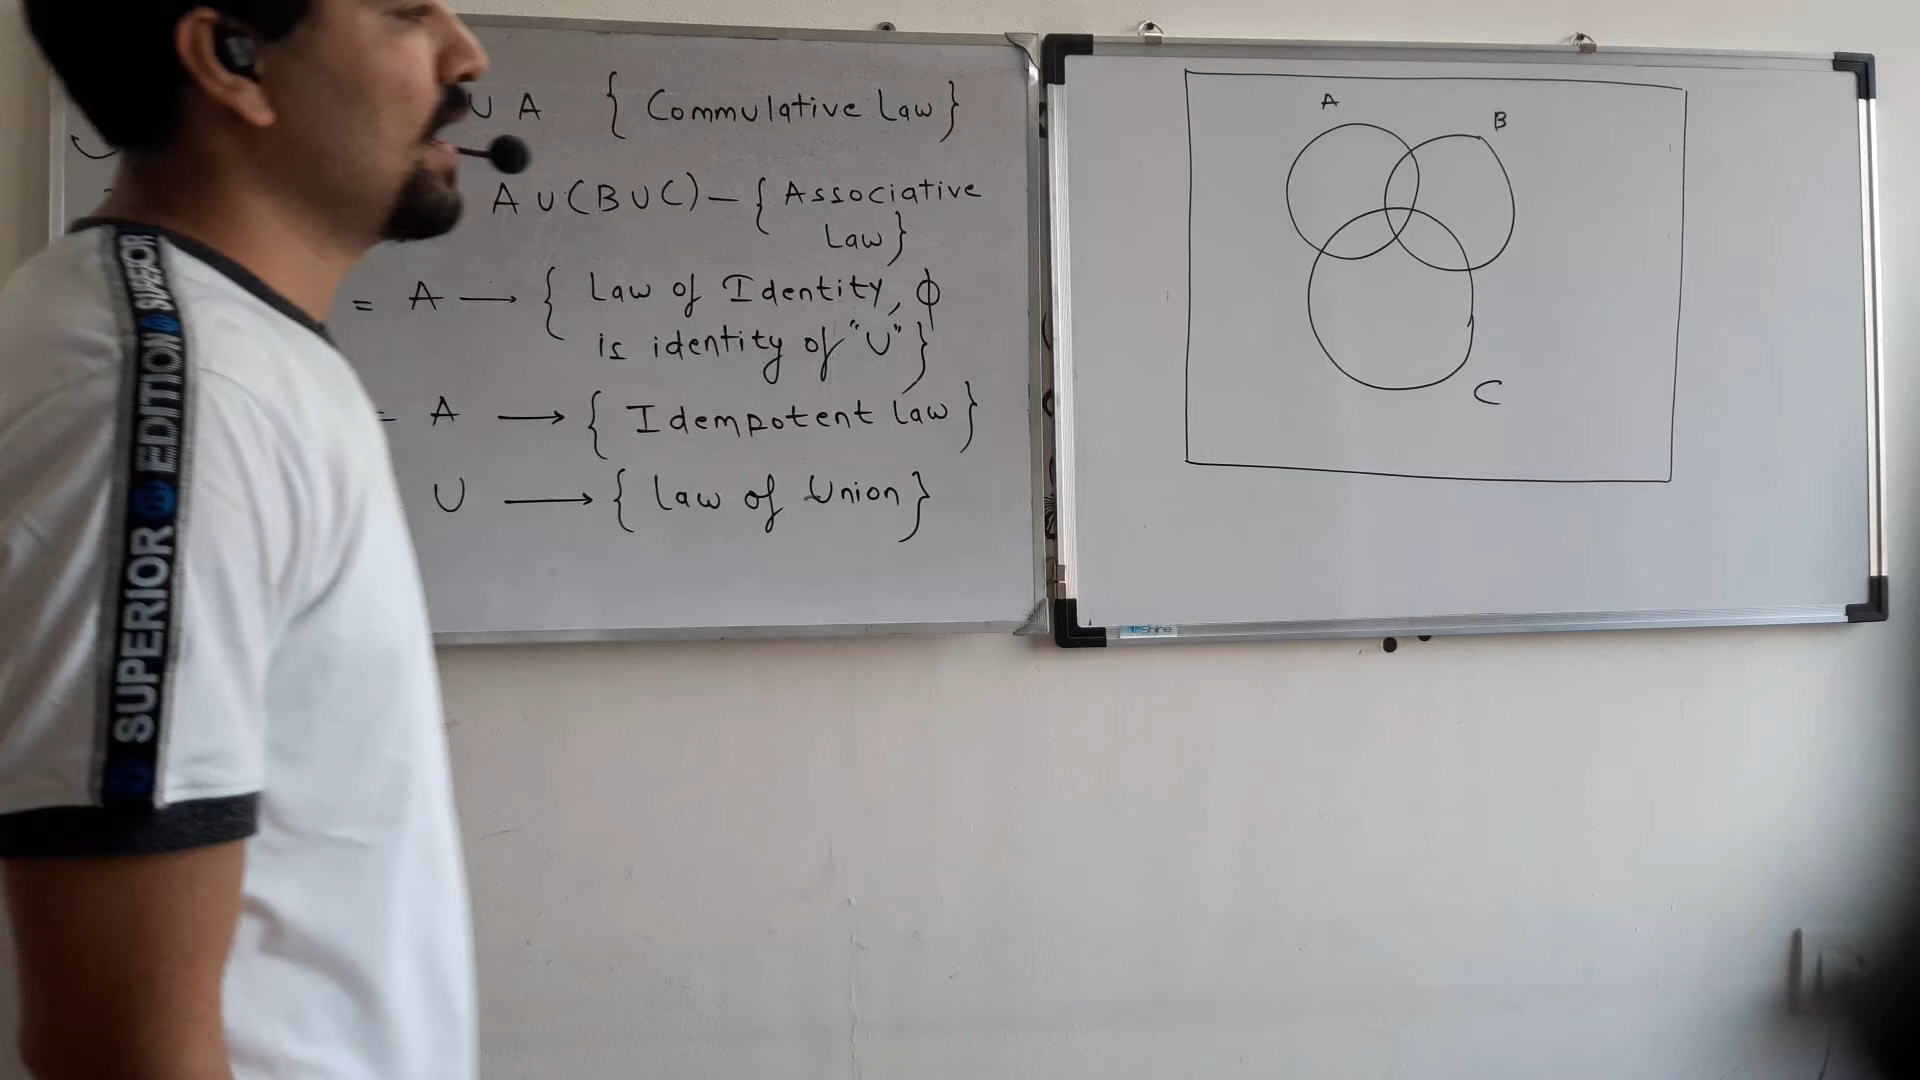 ∪ A { Commulative Law }
A ∪ (B ∪ C) — { Associative
Law }
= A → { Law of Identity, ϕ
is identity of "∪" }
= A → { Idempotent Law }
U → { Law of Union }
A
B
C
SUPERIOR EDITION SUPERIOR